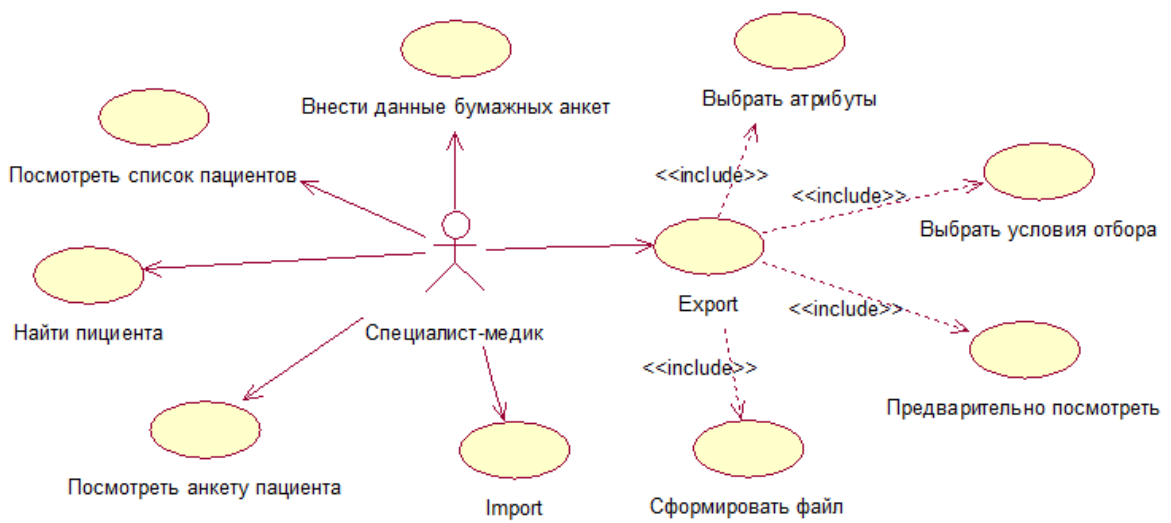 Внести данные бумажных анкет
Выбрать атрибуты
Посмотреть список пациентов
<<include>>
<<include>>
Выбрать условия отбора
Найти пициента
Специалист-медик
Export
<<include>>
<<include>>
Предварительно посмотреть
Посмотреть анкету пациента
Import
Сформировать файл